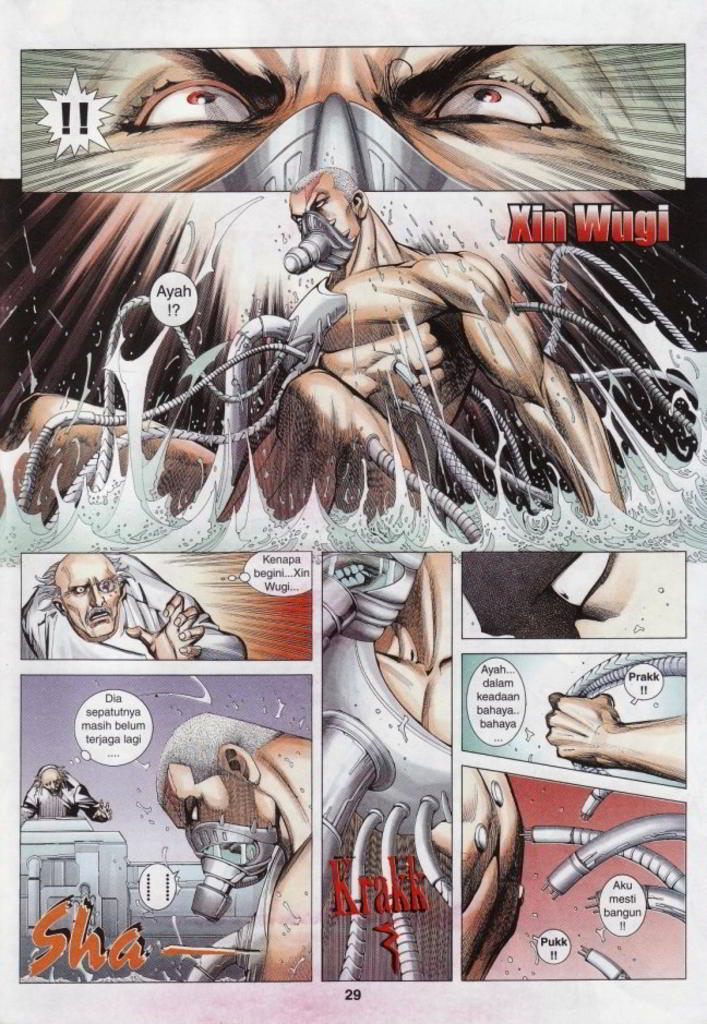 !!
Xin Wugi
Ayah
!?
Kenapa
begini...Xin
Wugi...
Dia
sepatutnya
masih belum
terjaga lagi
....
Sha
Krakk
Ayah...
dalam
keadaan
bahaya..
bahaya
...
Prakk
!!
Aku
mesti
bangun
!!
Pukk
!!
29